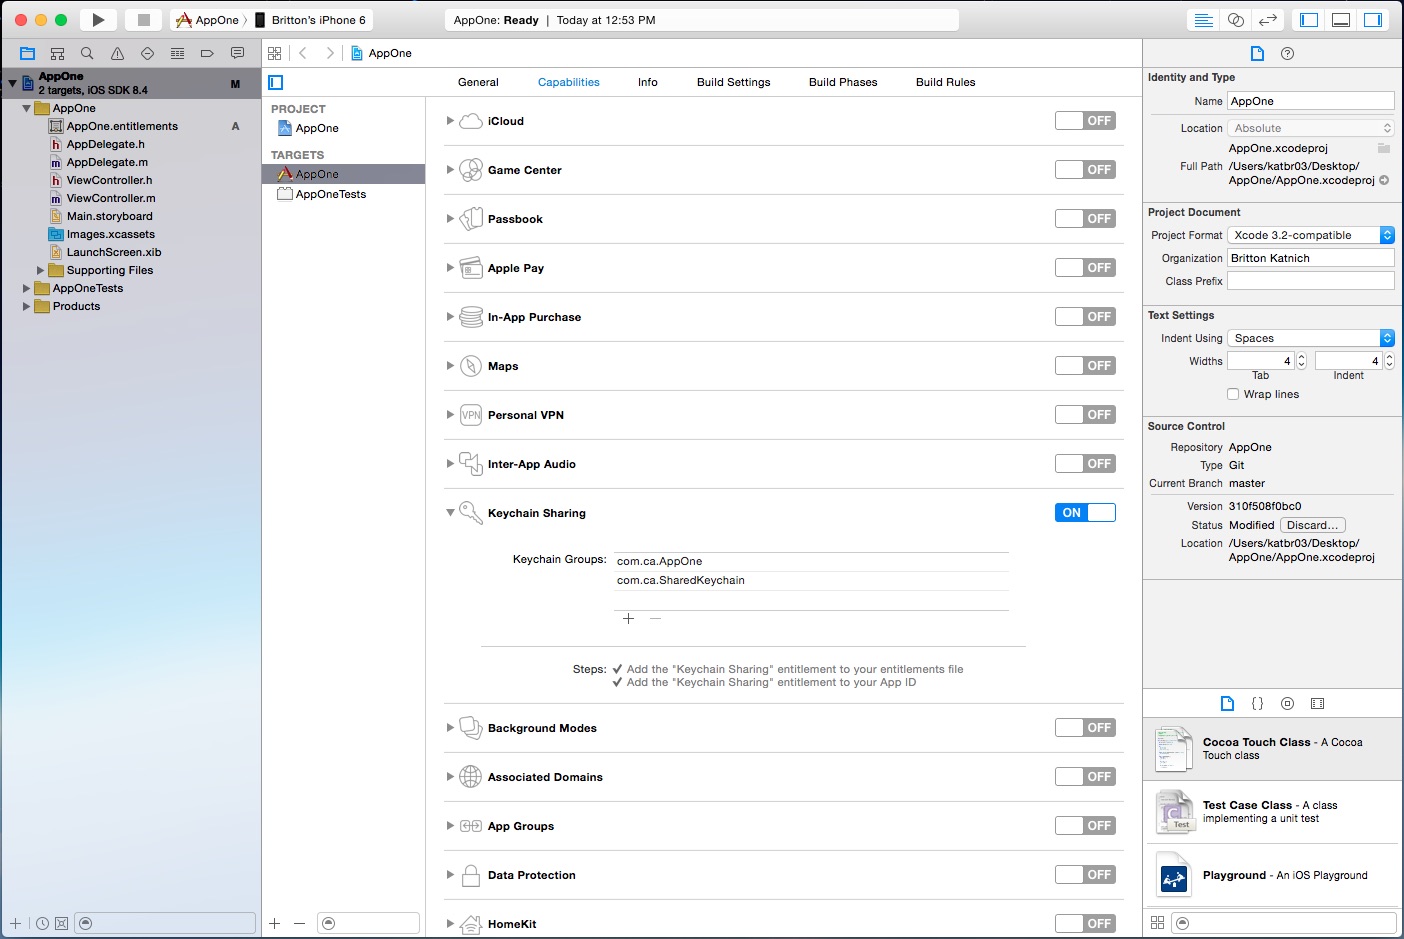 AppOne 〉 Britton's iPhone 6
AppOne: Ready | Today at 12:53 PM
AppOne
AppOne
2 targets, iOS SDK 8.4
M
AppOne
AppOne.entitlements
A
AppDelegate.h
AppDelegate.m
ViewController.h
ViewController.m
Main.storyboard
Images.xcassets
LaunchScreen.xib
Supporting Files
AppOneTests
Products
General
Capabilities
Info
Build Settings
Build Phases
Build Rules
PROJECT
AppOne
TARGETS
AppOne
AppOneTests
iCloud
OFF
Game Center
OFF
Passbook
OFF
Apple Pay
OFF
In-App Purchase
OFF
Maps
OFF
VPN
Personal VPN
OFF
Inter-App Audio
OFF
Keychain Sharing
ON
Keychain Groups:
com.ca.AppOne
com.ca.SharedKeychain
Steps: ✔ Add the "Keychain Sharing" entitlement to your entitlements file
✔ Add the "Keychain Sharing" entitlement to your App ID
Background Modes
OFF
Associated Domains
OFF
App Groups
OFF
Data Protection
OFF
HomeKit
OFF
Identity and Type
Name AppOne
Location Absolute
AppOne.xcodeproj
Full Path /Users/katbr03/Desktop/
AppOne/AppOne.xcodeproj
Project Document
Project Format Xcode 3.2-compatible
Organization Britton Katnich
Class Prefix
Text Settings
Indent Using Spaces
Widths 4 4
Tab Indent
Wrap lines
Source Control
Repository AppOne
Type Git
Current Branch master
Version 310f508f0bc0
Status Modified Discard...
Location /Users/katbr03/Desktop/
AppOne/AppOne.xcodeproj
{}
Cocoa Touch Class - A Cocoa
Touch class
Test
Test Case Class - A class
implementing a unit test
Playground - An iOS Playground